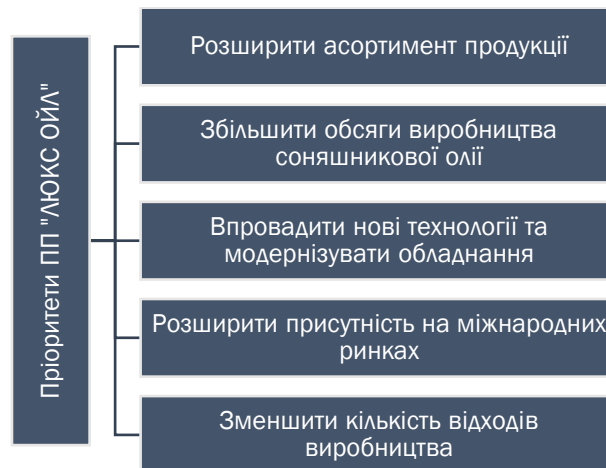 Пріоритети ПП "ЛЮКС ОЙЛ"
Розширити асортимент продукції
Збільшити обсяги виробництва
соняшникової олії
Впровадити нові технології та
модернізувати обладнання
Розширити присутність на міжнародних
ринках
Зменшити кількість відходів
виробництва